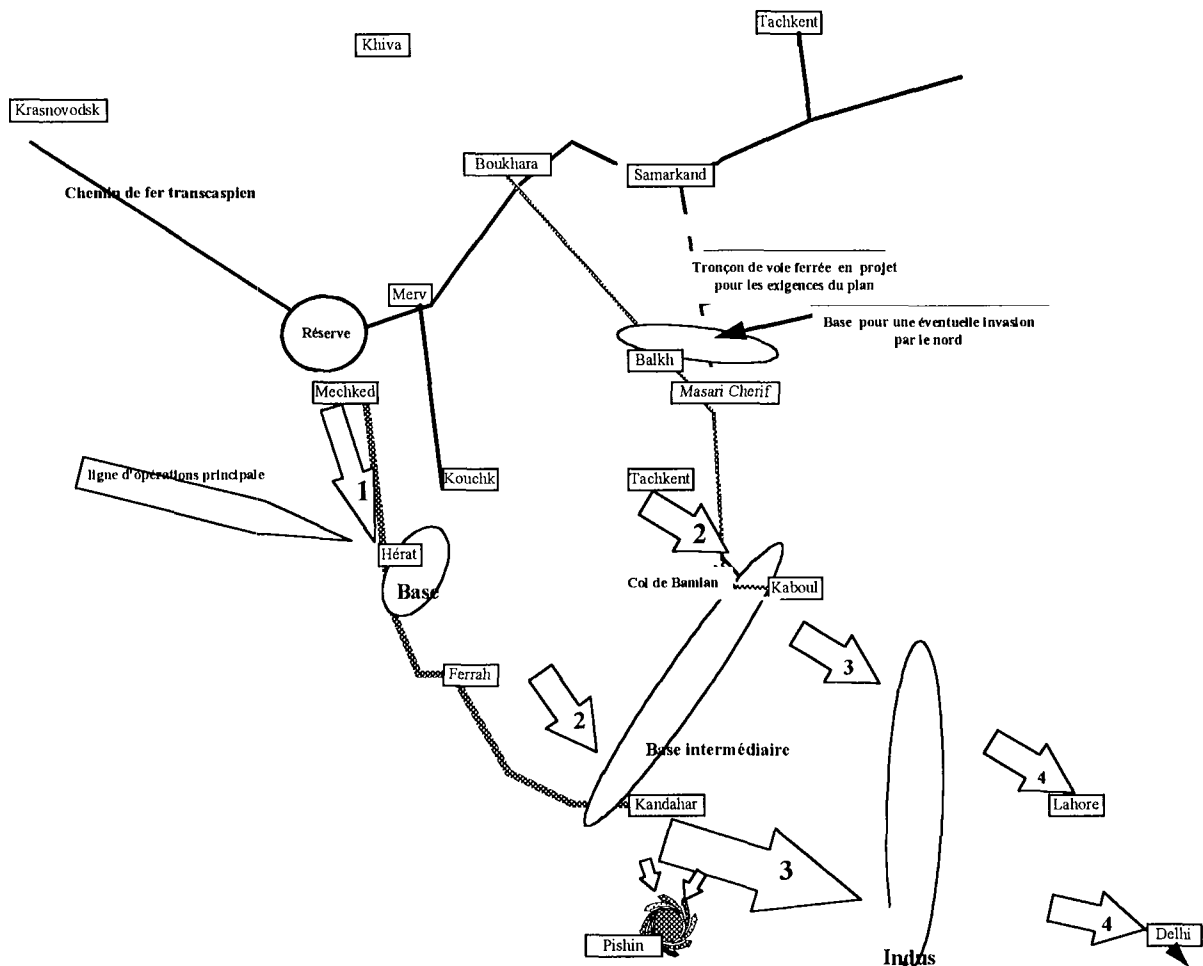 Tachkent
Khiva
Krasnovodsk
Boukhara
Samarkand
Chemin de fer transcaspien
Tronçon de voie ferrée en projet
pour les exigences du plan
Merv
Réserve
Base pour une éventuelle invasion
par le nord
Balkh
Mechked
Masari Cherif
ligne d'opérations principale
1
Kouchk
Tachkent
2
Hérat
Base
Col de Bamian
Kaboul
Ferrah
3
2
Base intermédiaire
4
Kandahar
Lahore
3
4
Pishin
Delhi
Indus